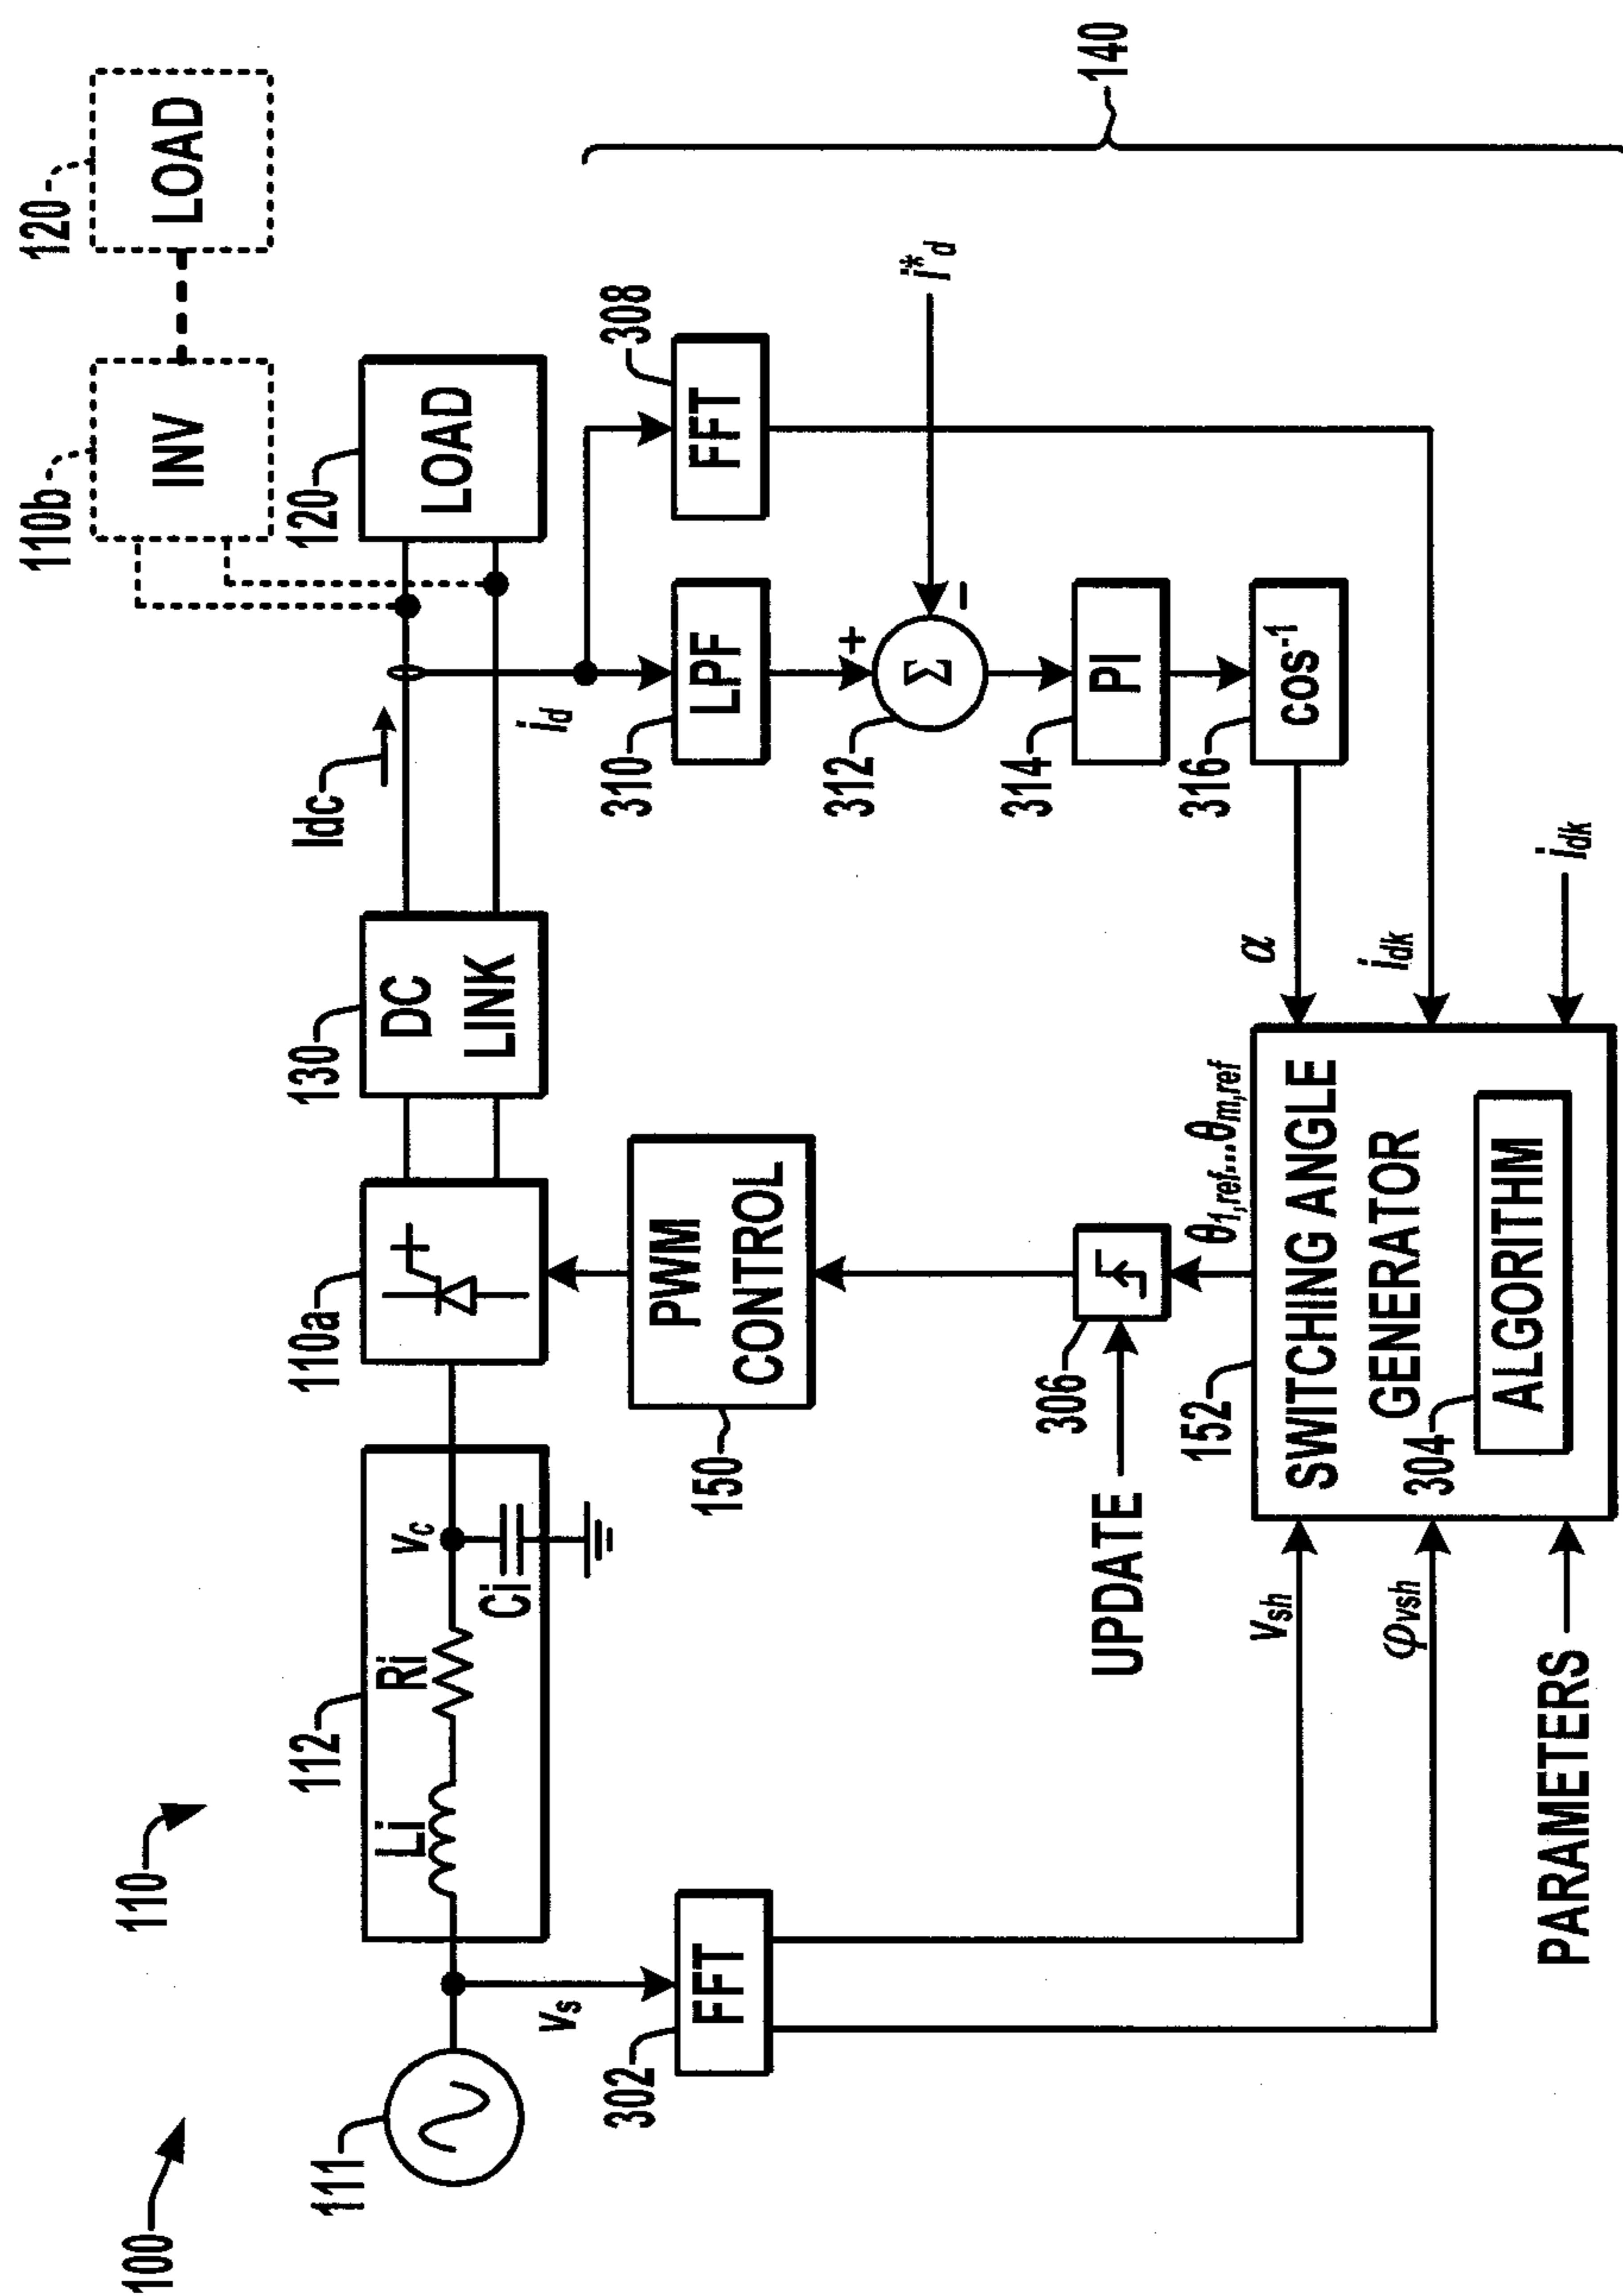 100
110
110b
INV
120
LOAD
111
112
Li
Ri
vc
Ci
110a
130
DC
LINK
Idc
120
LOAD
vs
id
302
FFT
150
PWM
CONTROL
310
LPF
308
FFT
312
+
Σ
−
i*d
314
PI
316
cos-1
140
UPDATE
306
θ1,ref...θm,ref
vsh
φvsh
PARAMETERS
152
SWITCHING ANGLE
GENERATOR
304
ALGORITHM
α
idk
idk